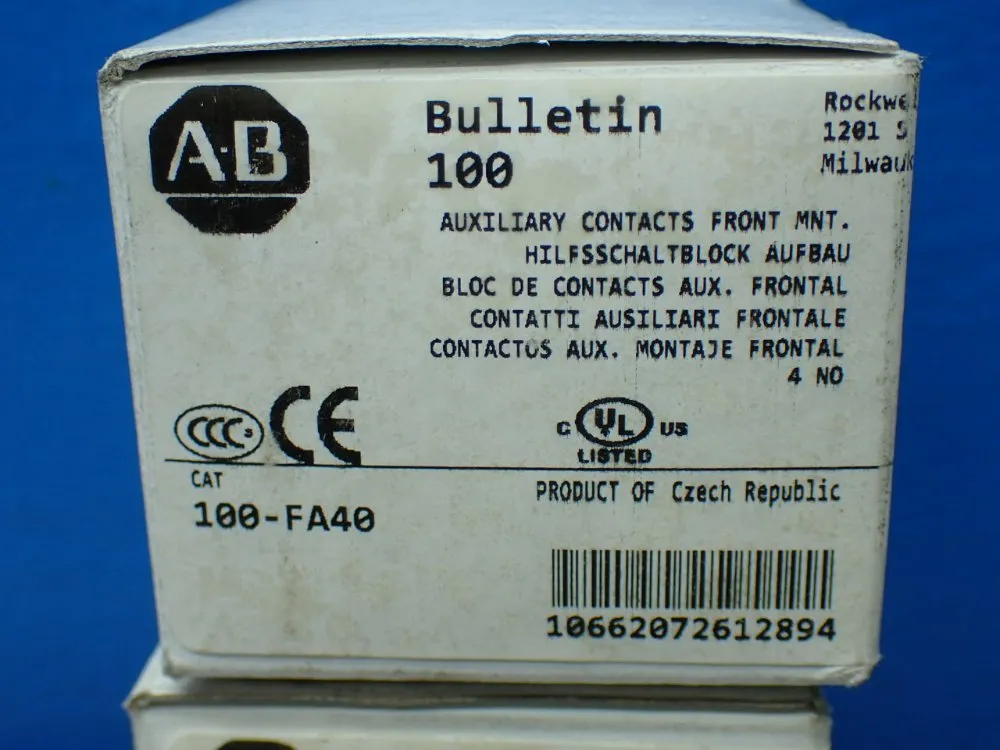 A-B
Bulletin
100
Rockwel
1201 S
Milwauk
AUXILIARY CONTACTS FRONT MNT.
HILFSSCHALTBLOCK AUFBAU
BLOC DE CONTACTS AUX. FRONTAL
CONTATTI AUSILIARI FRONTALE
CONTACTOS AUX. MONTAJE FRONTAL
4 NO
CCC S
CE
C UL US
LISTED
CAT
100-FA40
PRODUCT OF Czech Republic
10662072612894